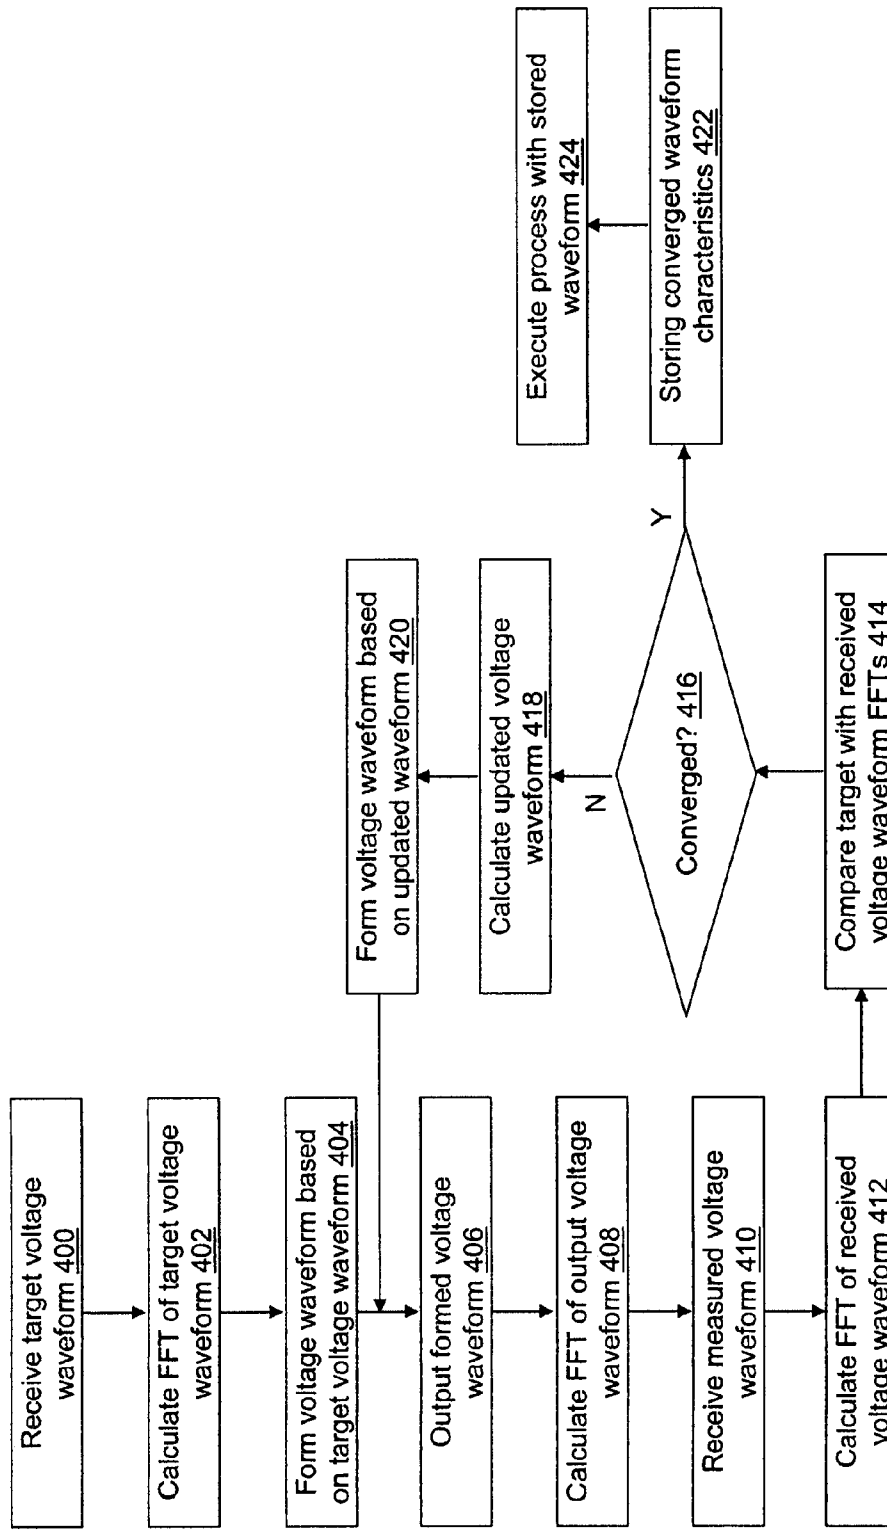 Receive target voltage
waveform 400
Calculate FFT of target voltage
waveform 402
Form voltage waveform based
on target voltage waveform 404
Output formed voltage
waveform 406
Calculate FFT of output voltage
waveform 408
Receive measured voltage
waveform 410
Calculate FFT of received
voltage waveform 412
Compare target with received
voltage waveform FFTs 414
Converged? 416
N
Y
Calculate updated voltage
waveform 418
Form voltage waveform based
on updated waveform 420
Storing converged waveform
characteristics 422
Execute process with stored
waveform 424